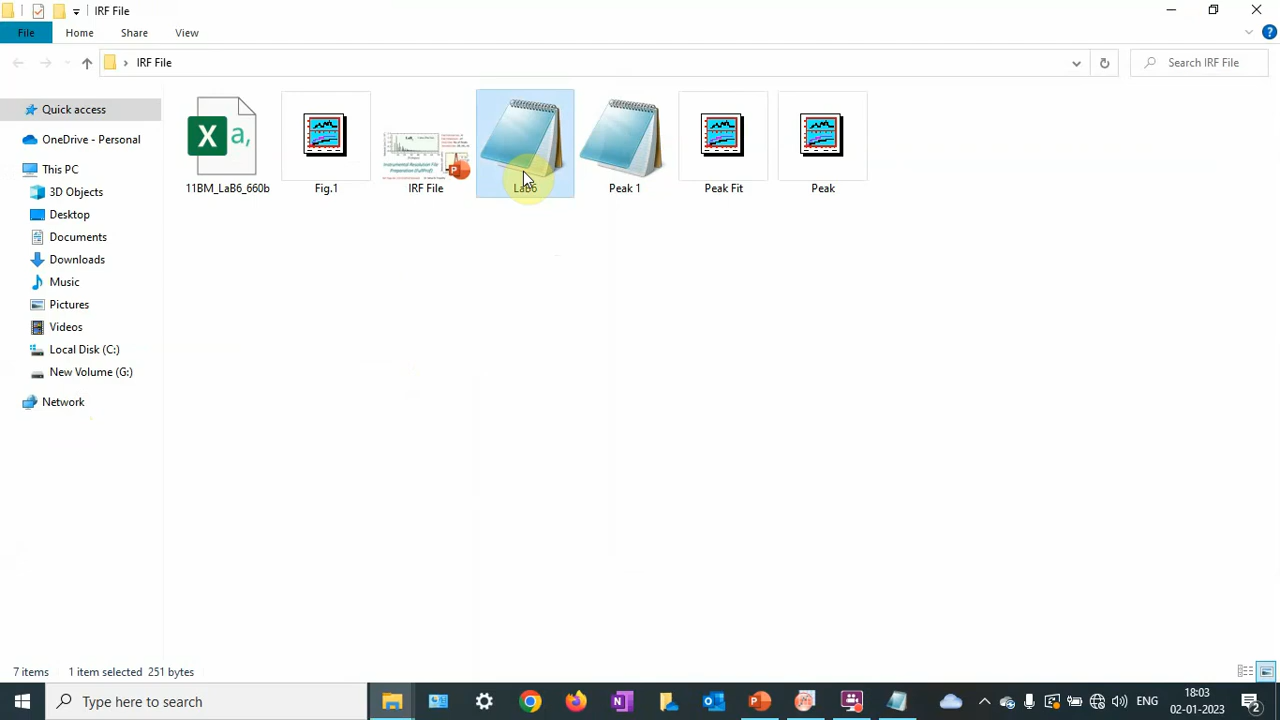 IRF File
File
Home
Share
View
IRF File
Search IRF File
Quick access
OneDrive - Personal
This PC
3D Objects
Desktop
Documents
Downloads
Music
Pictures
Videos
Local Disk (C:)
New Volume (G:)
Network
11BM_LaB6_660b
Fig.1
IRF File
LaB6
Peak 1
Peak Fit
Peak
7 items
1 item selected 251 bytes
Type here to search
ENG
18:03
02-01-2023
2